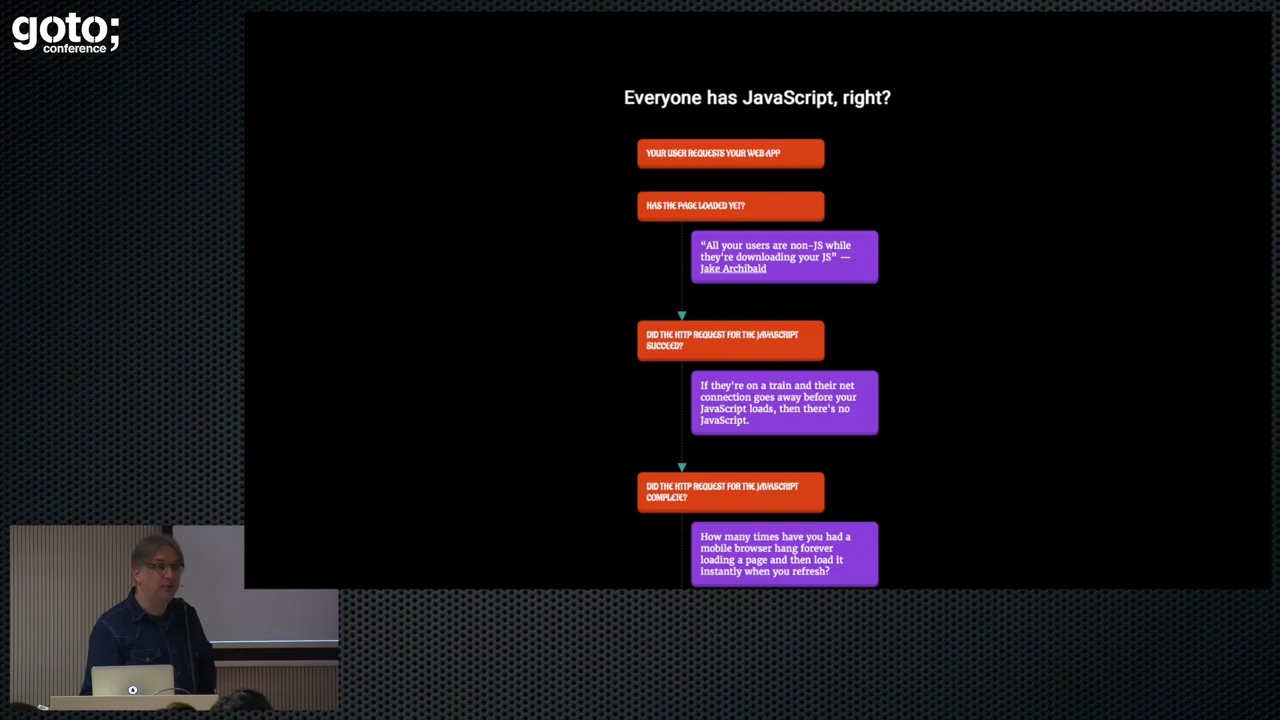 goto;
conference
Everyone has JavaScript, right?
YOUR USER REQUESTS YOUR WEB APP
HAS THE PAGE LOADED YET?
“All your users are non-JS while
they're downloading your JS" —
Jake Archibald
DID THE HTTP REQUEST FOR THE JAVASCRIPT
SUCCEED?
If they're on a train and their net
connection goes away before your
JavaScript loads, then there's no
JavaScript.
DID THE HTTP REQUEST FOR THE JAVASCRIPT
COMPLETE?
How many times have you had a
mobile browser hang forever
loading a page and then load it
instantly when you refresh?